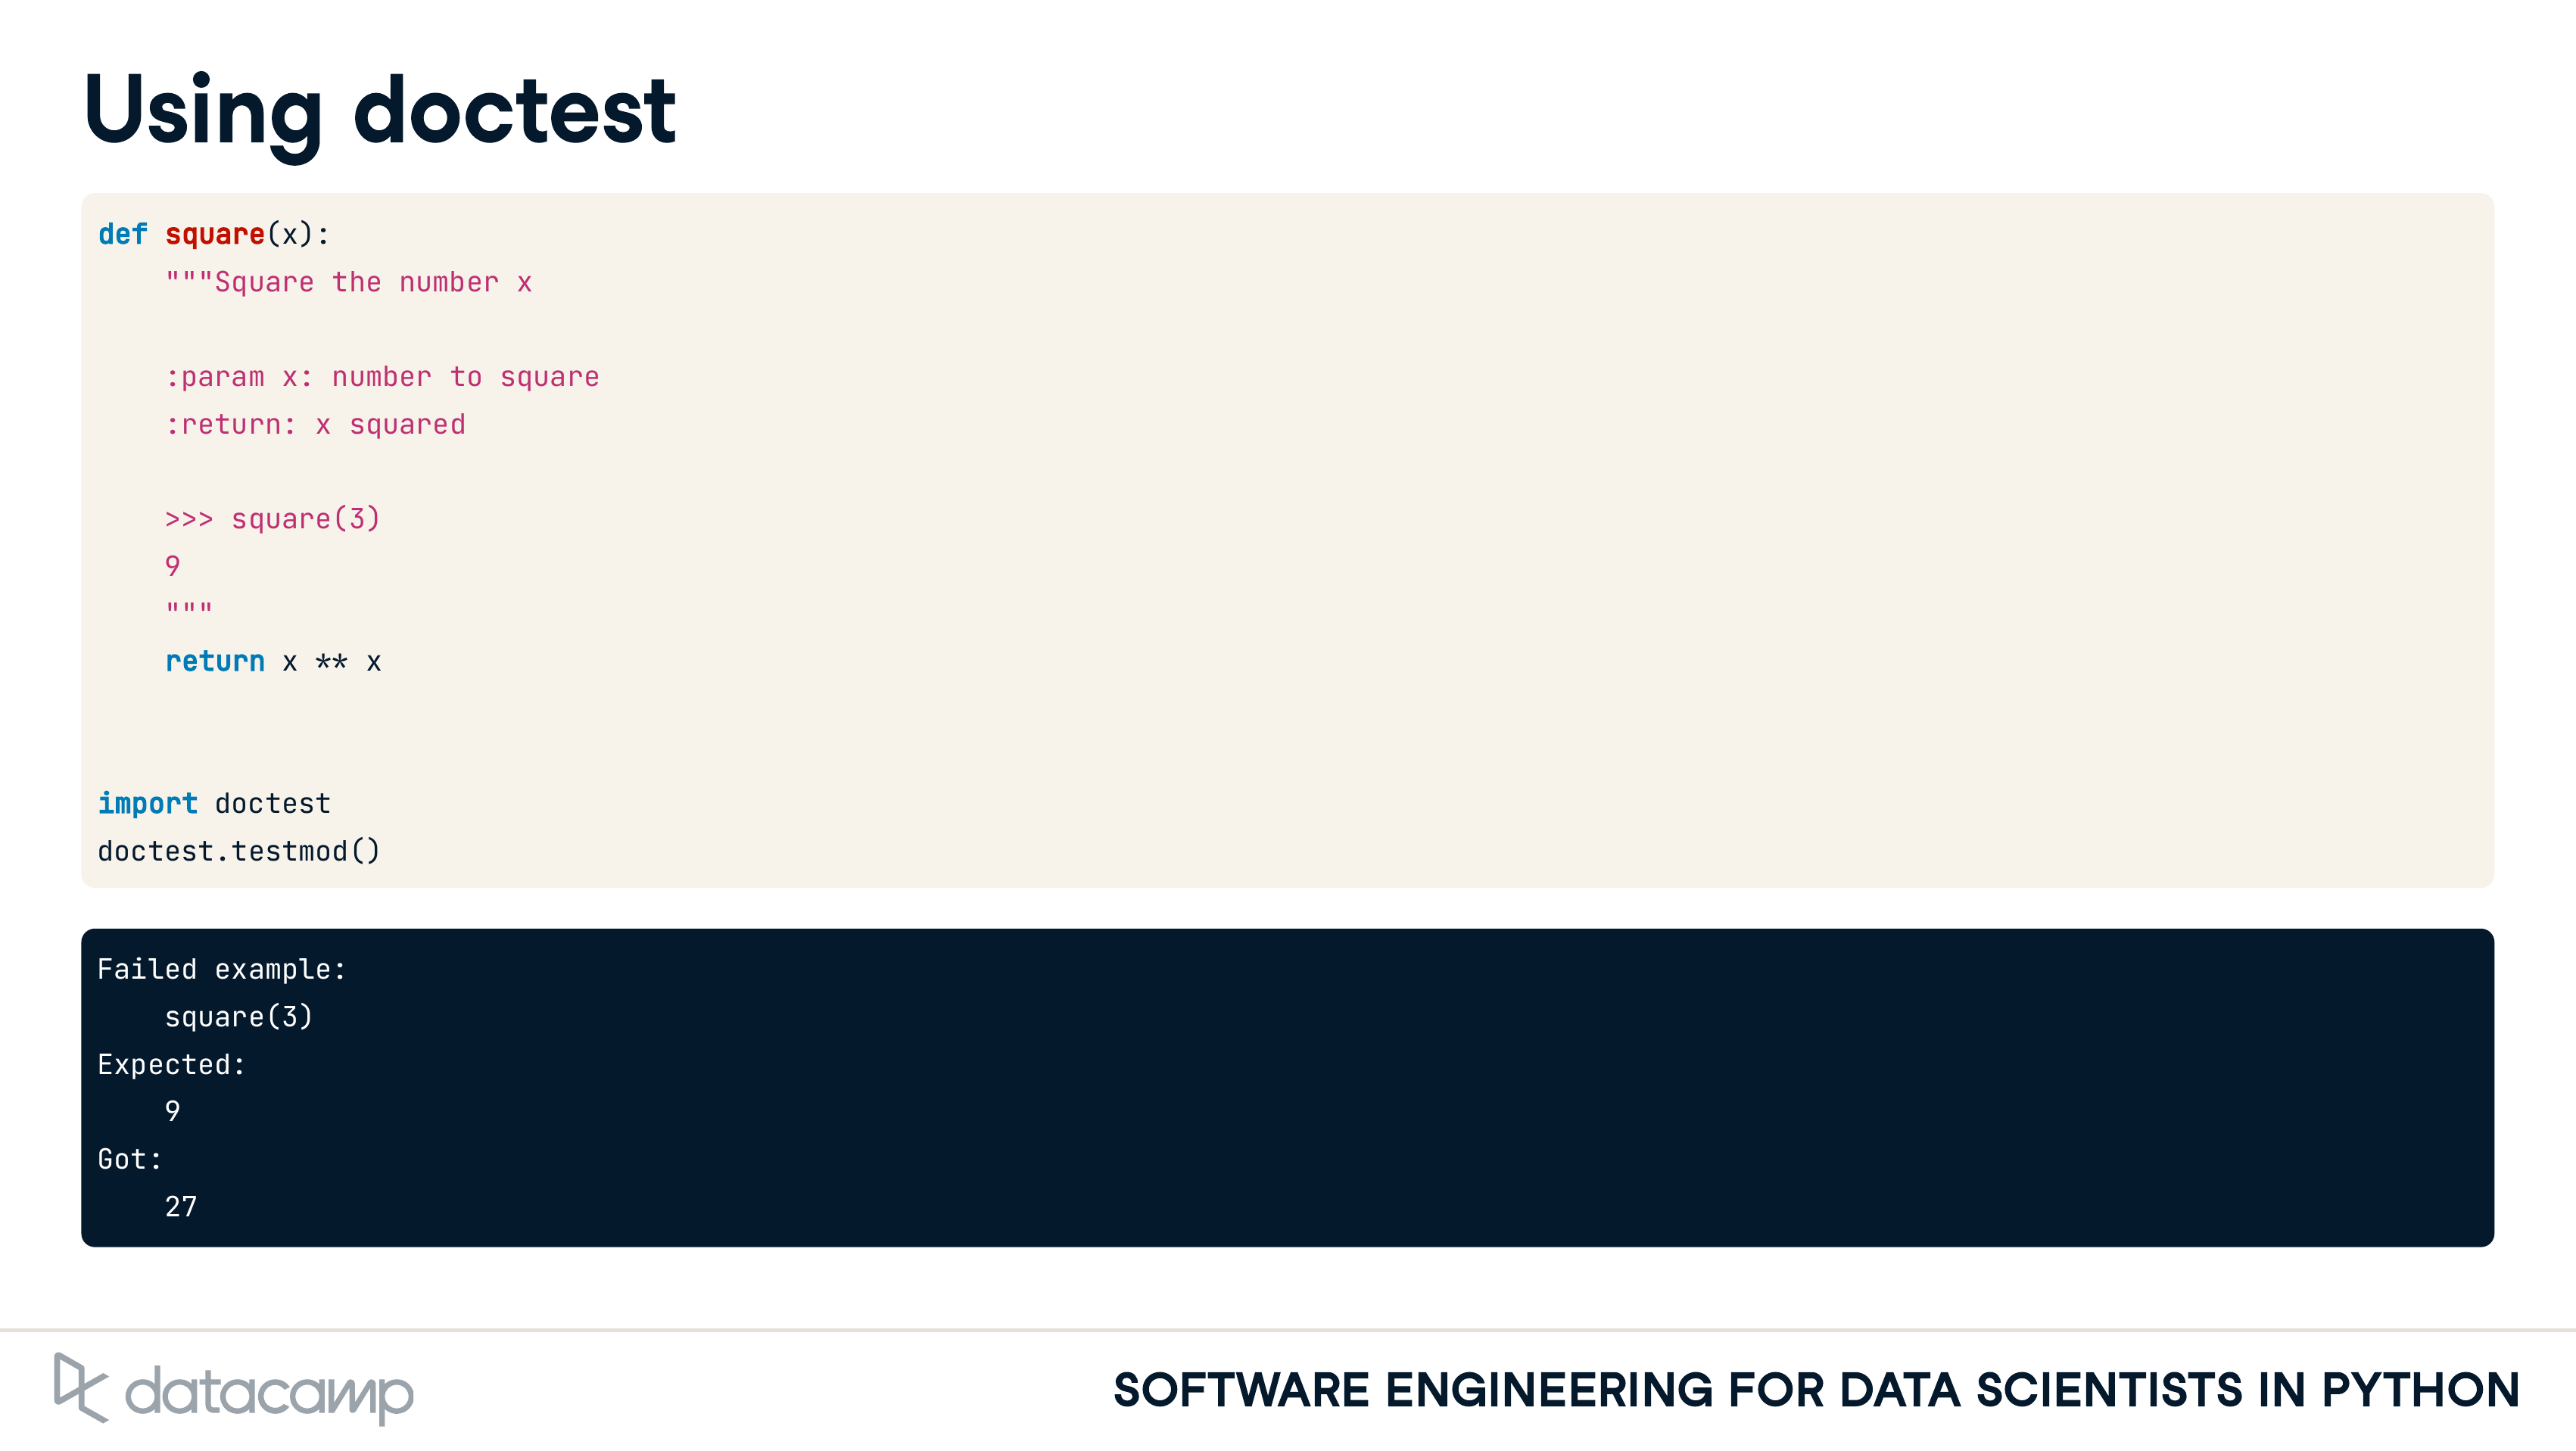 Using doctest
def square(x):
    """Square the number x
    :param x: number to square
    :return: x squared
    >>> square(3)
    9
    """
    return x ** x
import doctest
doctest.testmod()
Failed example:
    square(3)
Expected:
    9
Got:
    27
datacamp
SOFTWARE ENGINEERING FOR DATA SCIENTISTS IN PYTHON